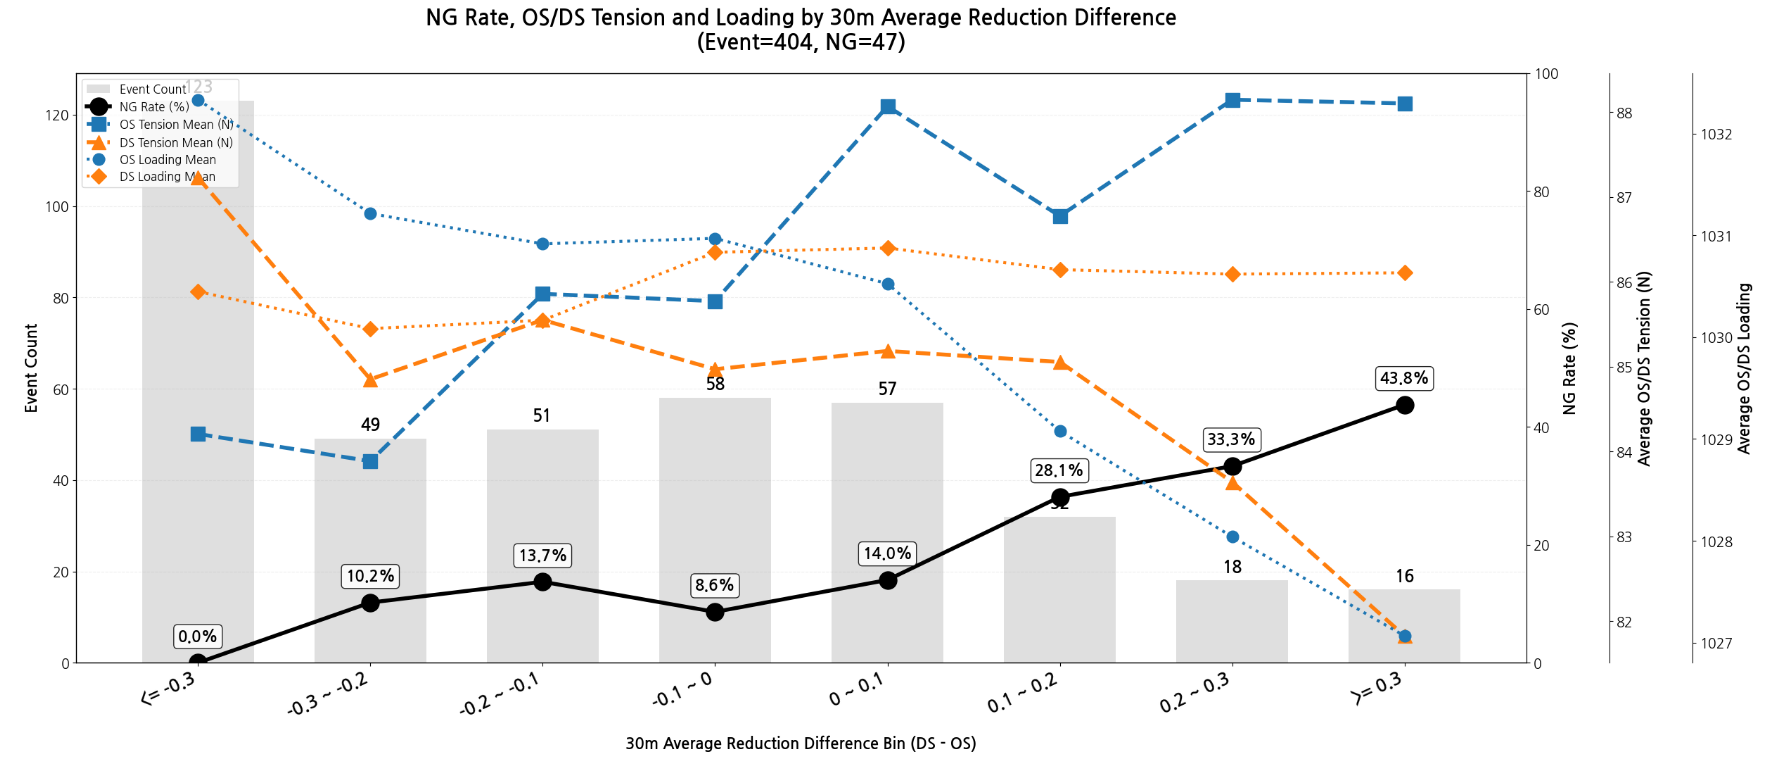 NG Rate, OS/DS Tension and Loading by 30m Average Reduction Difference
(Event=404, NG=47)
Event Count
NG Rate (%)
OS Tension Mean (N)
DS Tension Mean (N)
OS Loading Mean
DS Loading Mean
123
49
51
58
57
32
18
16
0.0%
10.2%
13.7%
8.6%
14.0%
28.1%
33.3%
43.8%
Event Count
120
100
80
60
40
20
0
<= -0.3
-0.3 ~ -0.2
-0.2 ~ -0.1
-0.1 ~ 0
0 ~ 0.1
0.1 ~ 0.2
0.2 ~ 0.3
>= 0.3
30m Average Reduction Difference Bin (DS - OS)
100
80
60
40
20
0
NG Rate (%)
88
87
86
85
84
83
82
Average OS/DS Tension (N)
1032
1031
1030
1029
1028
1027
Average OS/DS Loading